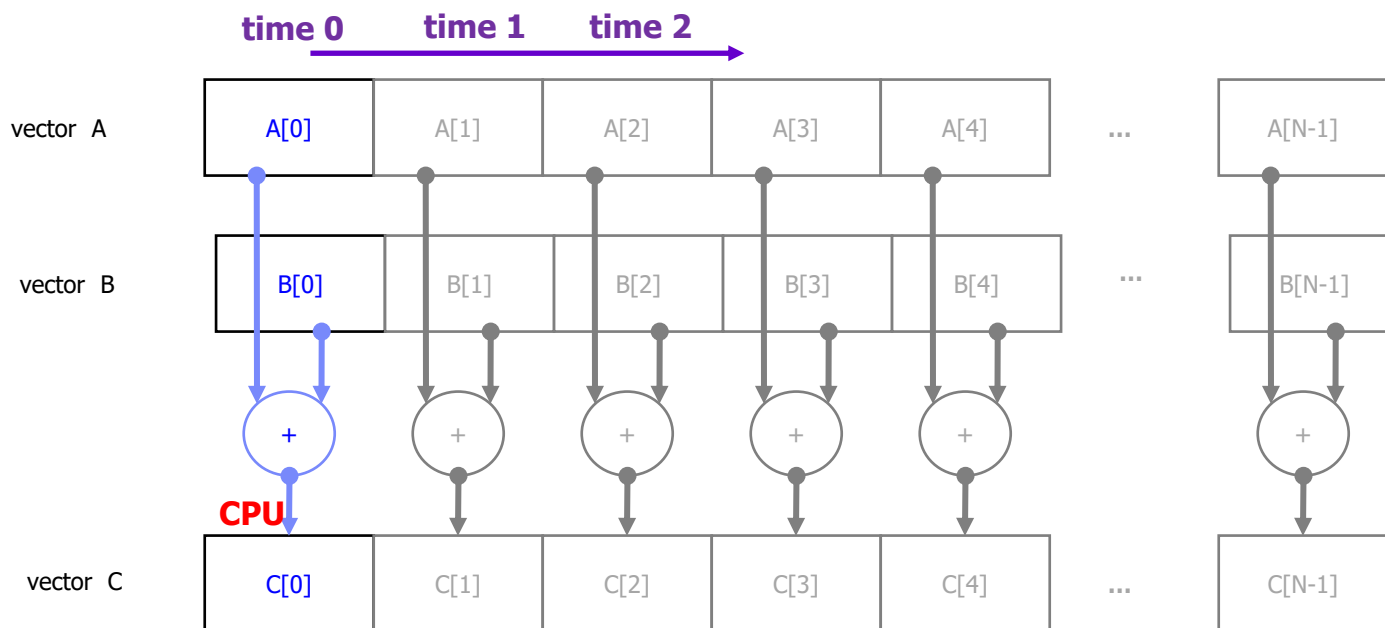 time 0 time 1 time 2
vector A A[0] A[1] A[2] A[3] A[4] ... A[N-1]
vector B B[0] B[1] B[2] B[3] B[4] ... B[N-1]
+ + + + + +
CPU
vector C C[0] C[1] C[2] C[3] C[4] ... C[N-1]